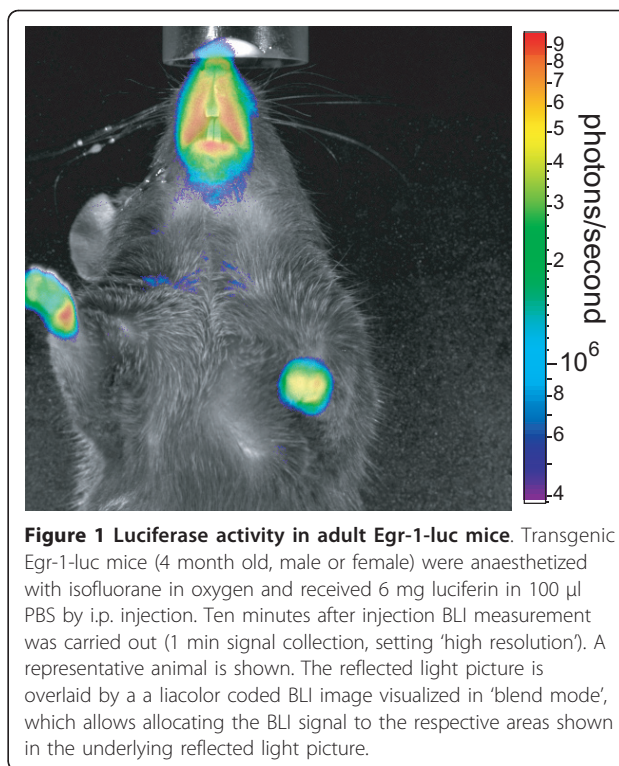 9
8
7
6
5
4
3
2
10⁶
8
6
4
photons/second
Figure 1 Luciferase activity in adult Egr-1-luc mice. Transgenic
Egr-1-luc mice (4 month old, male or female) were anaesthetized
with isofluorane in oxygen and received 6 mg luciferin in 100 μl
PBS by i.p. injection. Ten minutes after injection BLI measurement
was carried out (1 min signal collection, setting ‘high resolution’). A
representative animal is shown. The reflected light picture is
overlaid by a a liacolor coded BLI image visualized in ‘blend mode’,
which allows allocating the BLI signal to the respective areas shown
in the underlying reflected light picture.